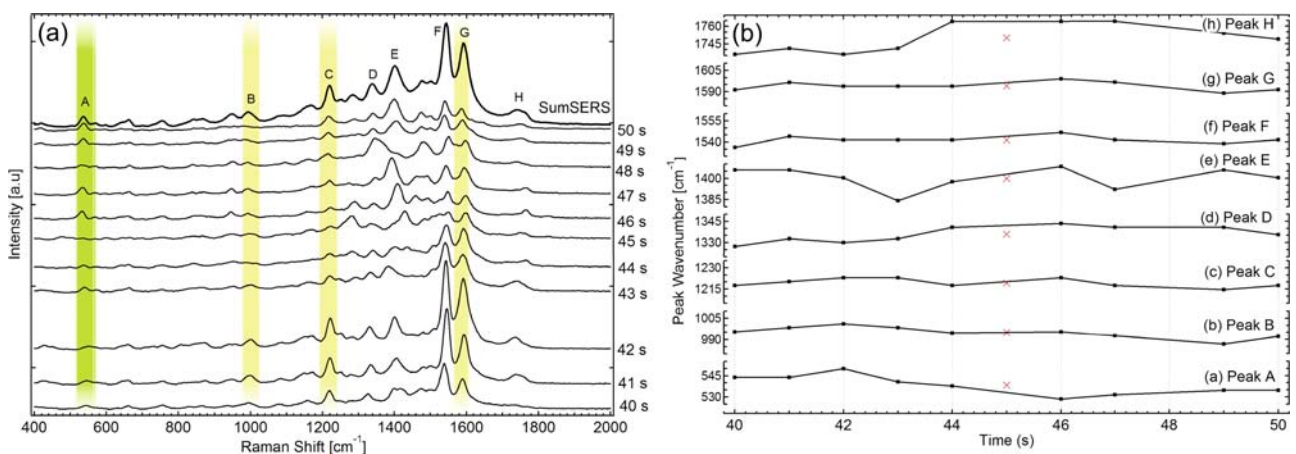 (a)
F
G
E
D
C
A
B
H
SumSERS
50 s
49 s
48 s
47 s
46 s
45 s
44 s
43 s
42 s
41 s
40 s
Intensity [a.u]
400 600 800 1000 1200 1400 1600 1800 2000
Raman Shift [cm-1]
(b)
Peak Wavenumber [cm-1]
1760
1745
(h) Peak H
1605
1590
(g) Peak G
1555
1540
(f) Peak F
(e) Peak E
1400
1385
1345
1330
(d) Peak D
1230
1215
(c) Peak C
1005
990
(b) Peak B
545
530
(a) Peak A
40 42 44 46 48 50
Time (s)